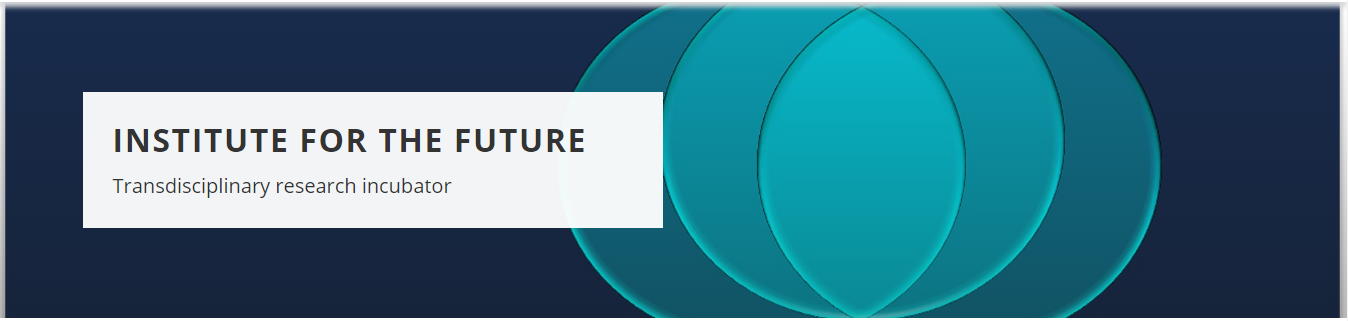 INSTITUTE FOR THE FUTURE
Transdisciplinary research incubator